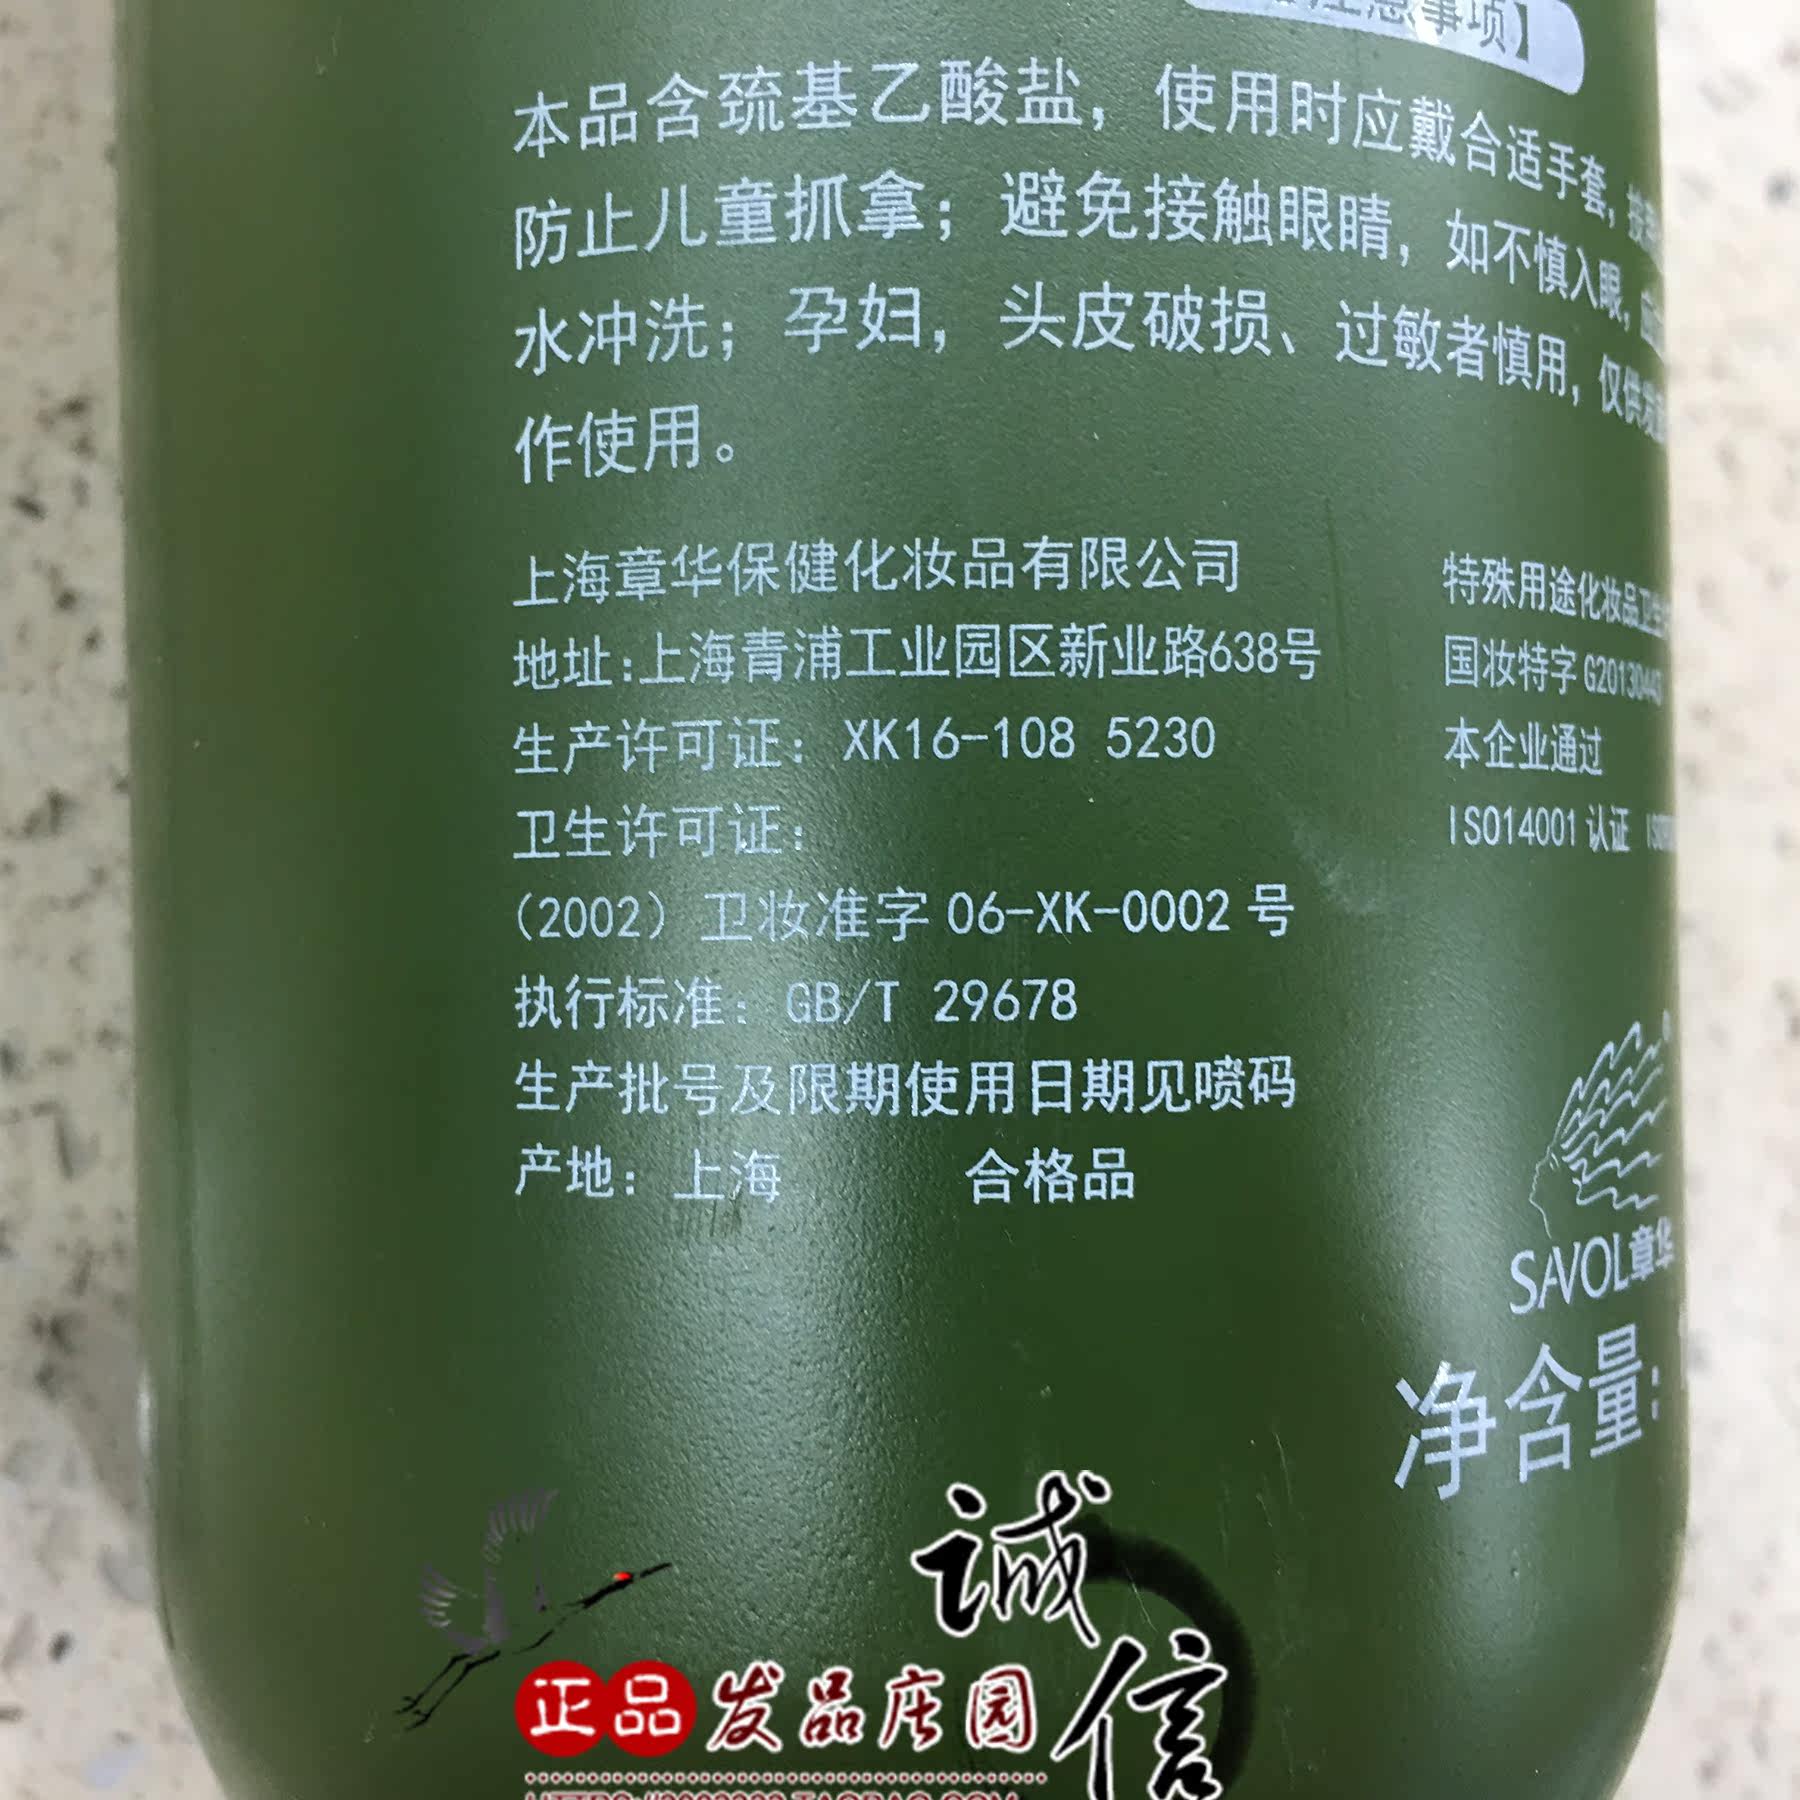 注意事项】
本品含巯基乙酸盐，使用时应戴合适手套，
防止儿童抓拿；避免接触眼睛，如不慎入眼，应
水冲洗；孕妇，头皮破损、过敏者慎用，仅供发
作使用。
上海章华保健化妆品有限公司
地址:上海青浦工业园区新业路638号
生产许可证：XK16-108 5230
卫生许可证：
(2002) 卫妆准字 06-XK-0002 号
执行标准：GB/T 29678
生产批号及限期使用日期见喷码
产地：上海 合格品
特殊用途化妆品卫生
国妆特字 G20130443
本企业通过
ISO14001 认证
SAVOL章华
净含量:
诚信
正品 发品庄园